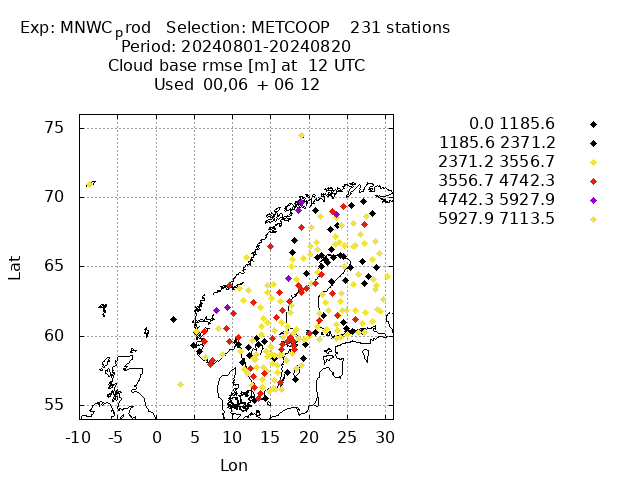 Exp: MNWC_prod Selection: METCOOP 231 stations
Period: 20240801-20240820
Cloud base rmse [m] at 12 UTC
Used 00,06 + 06 12
0.0 1185.6
1185.6 2371.2
2371.2 3556.7
3556.7 4742.3
4742.3 5927.9
5927.9 7113.5
75
70
65
60
55
Lat
-10 -5 0 5 10 15 20 25 30
Lon